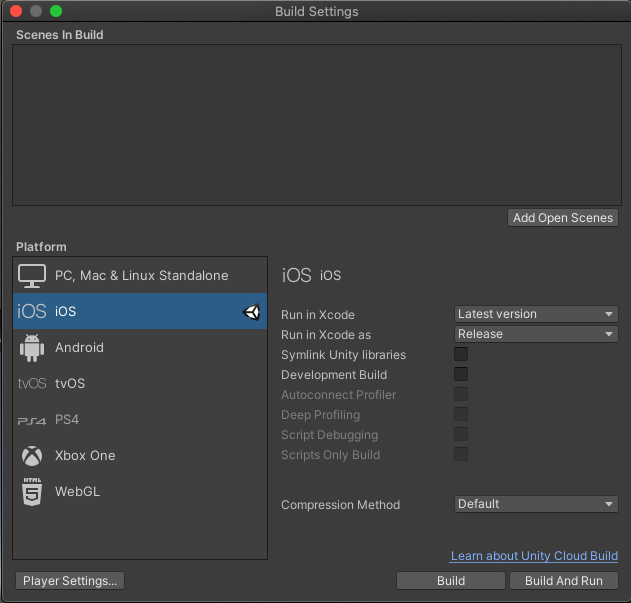 Build Settings
Scenes In Build
Add Open Scenes
Platform
PC, Mac & Linux Standalone
iOS iOS
Android
tvOS tvOS
PS4 PS4
Xbox One
HTML 5 WebGL
iOS iOS
Run in Xcode Latest version
Run in Xcode as Release
Symlink Unity libraries
Development Build
Autoconnect Profiler
Deep Profiling
Script Debugging
Scripts Only Build
Compression Method Default
Learn about Unity Cloud Build
Player Settings... Build Build And Run